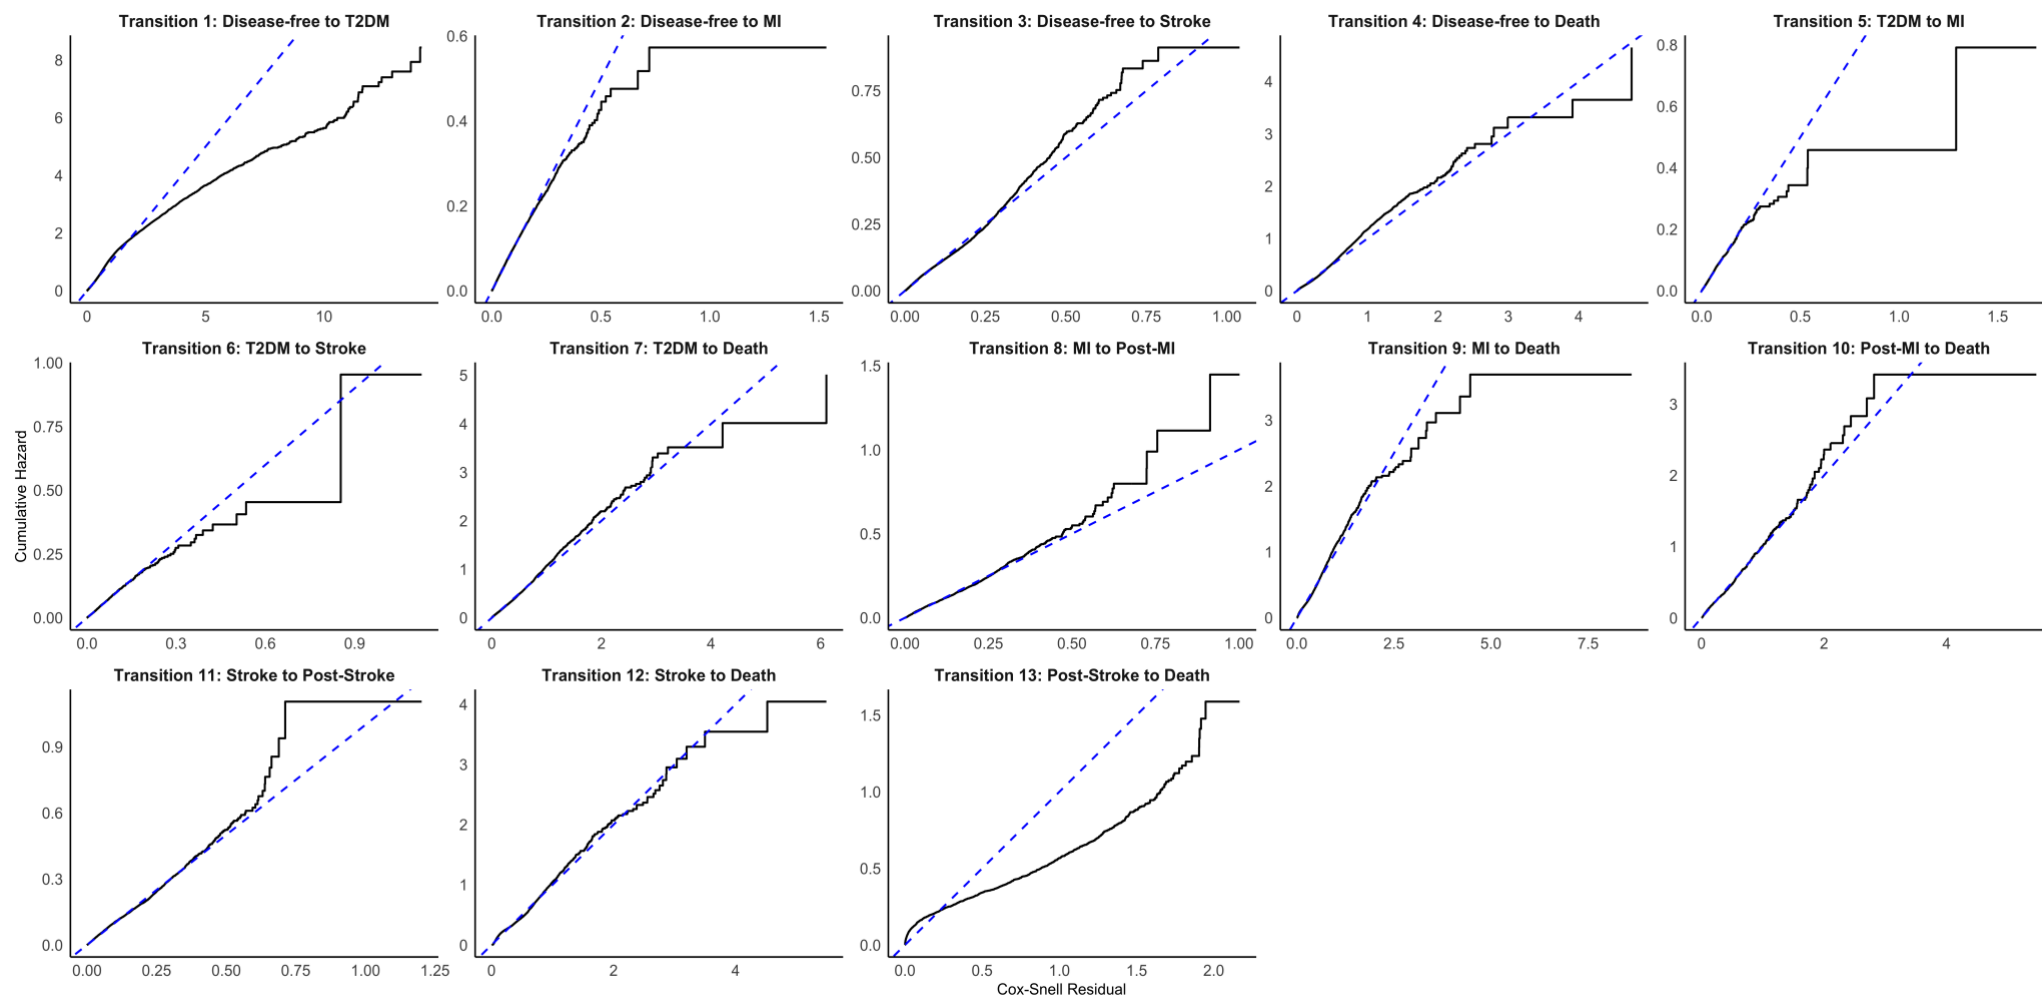 Transition 1: Disease-free to T2DM
Transition 2: Disease-free to MI
Transition 3: Disease-free to Stroke
Transition 4: Disease-free to Death
Transition 5: T2DM to MI
8
6
4
2
0
0 5 10
0.6
0.4
0.2
0.0
0.0 0.5 1.0 1.5
0.75
0.50
0.25
0.00
0.00 0.25 0.50 0.75 1.00
4
3
2
1
0
0 1 2 3 4
0.8
0.6
0.4
0.2
0.0
0.0 0.5 1.0 1.5
Transition 6: T2DM to Stroke
Transition 7: T2DM to Death
Transition 8: MI to Post-MI
Transition 9: MI to Death
Transition 10: Post-MI to Death
Cumulative Hazard
1.00
0.75
0.50
0.25
0.00
0.0 0.3 0.6 0.9
5
4
3
2
1
0
0 2 4 6
1.5
1.0
0.5
0.0
0.00 0.25 0.50 0.75 1.00
3
2
1
0
0.0 2.5 5.0 7.5
3
2
1
0
0 2 4
Transition 11: Stroke to Post-Stroke
Transition 12: Stroke to Death
Transition 13: Post-Stroke to Death
0.9
0.6
0.3
0.0
0.00 0.25 0.50 0.75 1.00 1.25
4
3
2
1
0
0 2 4
1.5
1.0
0.5
0.0
0.0 0.5 1.0 1.5 2.0
Cox-Snell Residual